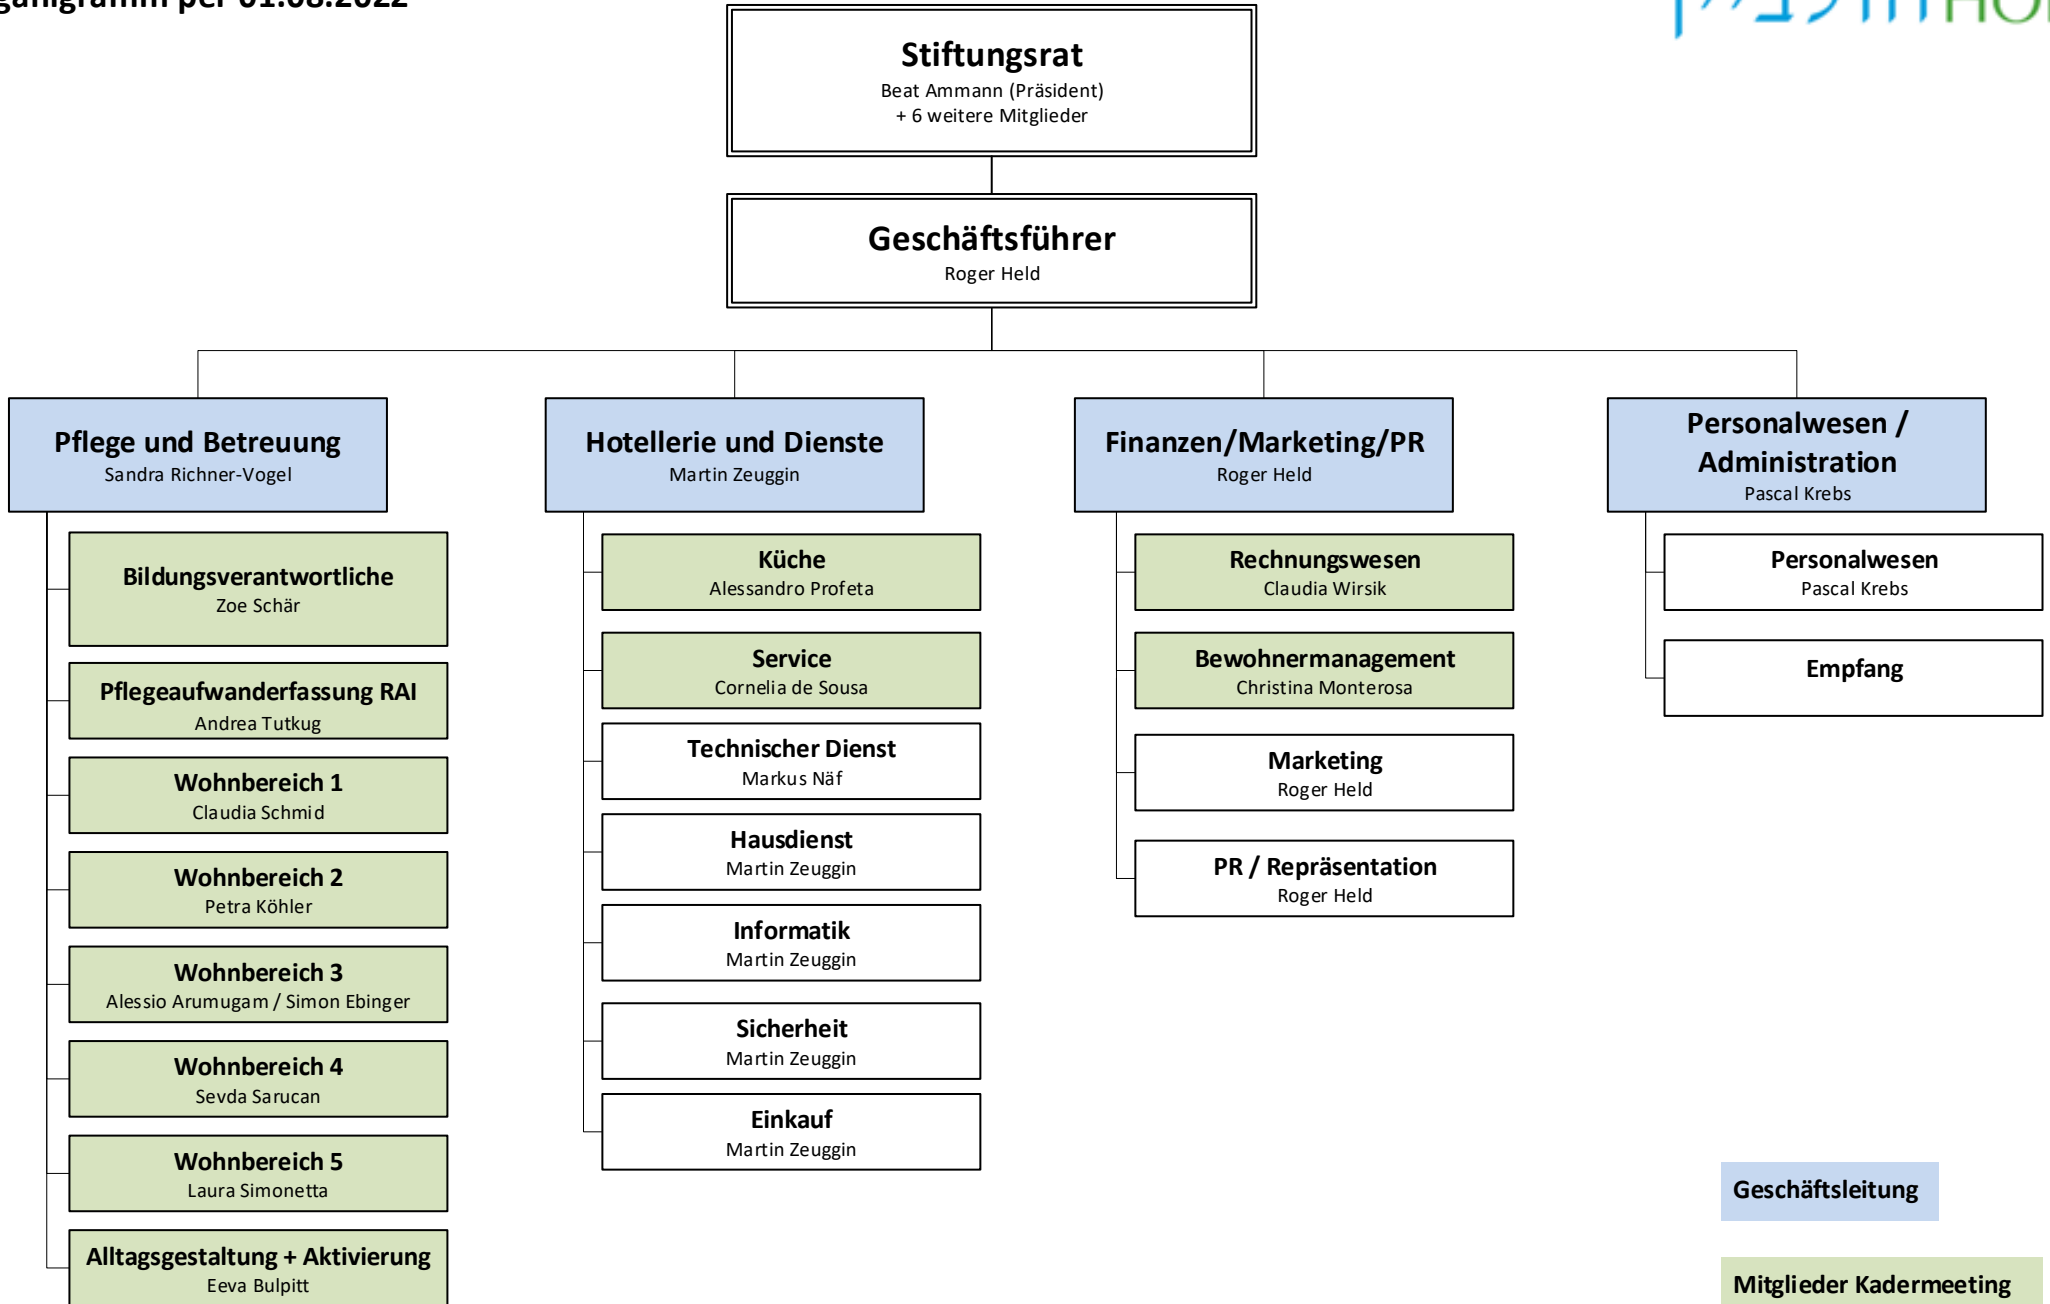 ganigramm per 01.08.2022
Stiftungsrat
Beat Ammann (Präsident)
+ 6 weitere Mitglieder
Geschäftsführer
Roger Held
Pflege und Betreuung
Sandra Richner-Vogel
Bildungsverantwortliche
Zoe Schär
Pflegeaufwanderfassung RAI
Andrea Tutkug
Wohnbereich 1
Claudia Schmid
Wohnbereich 2
Petra Köhler
Wohnbereich 3
Alessio Arumugam / Simon Ebinger
Wohnbereich 4
Sevda Sarucan
Wohnbereich 5
Laura Simonetta
Alltagsgestaltung + Aktivierung
Eeva Bulpitt
Hotellerie und Dienste
Martin Zeuggin
Küche
Alessandro Profeta
Service
Cornelia de Sousa
Technischer Dienst
Markus Näf
Hausdienst
Martin Zeuggin
Informatik
Martin Zeuggin
Sicherheit
Martin Zeuggin
Einkauf
Martin Zeuggin
Finanzen/Marketing/PR
Roger Held
Rechnungswesen
Claudia Wirsik
Bewohnermanagement
Christina Monterosa
Marketing
Roger Held
PR / Repräsentation
Roger Held
Personalwesen /
Administration
Pascal Krebs
Personalwesen
Pascal Krebs
Empfang
Geschäftsleitung
Mitglieder Kadermeeting